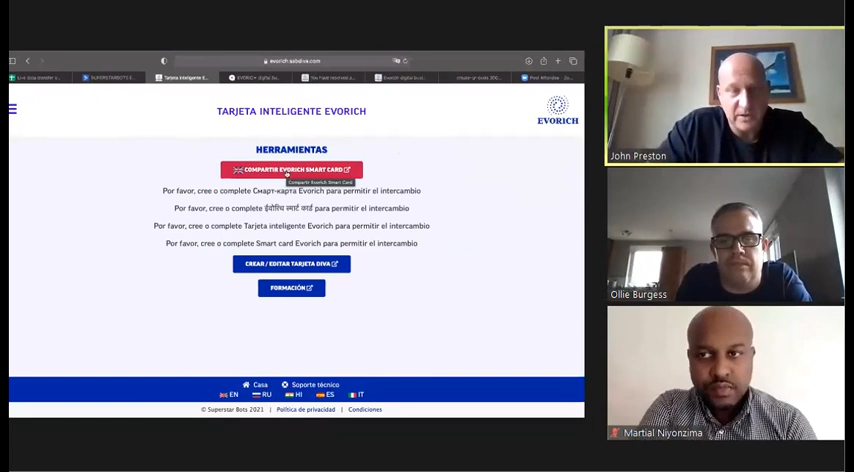 evorich.aabdiva.com
Tarjeta inteligente E...
TARJETA INTELIGENTE EVORICH
EVORICH
HERRAMIENTAS
COMPARTIR EVORICH SMART CARD
Compartir Evorich Smart Card
Por favor, cree o complete Смарт-карта Evorich para permitir el intercambio
Por favor, cree o complete ईवोरिच स्मार्ट कार्ड para permitir el intercambio
Por favor, cree o complete Tarjeta inteligente Evorich para permitir el intercambio
Por favor, cree o complete Smart card Evorich para permitir el intercambio
CREAR / EDITAR TARJETA DIVA
FORMACIÓN
Casa Soporte técnico
EN RU HI ES IT
© Superstar Bots 2021 | Política de privacidad | Condiciones
John Preston
Ollie Burgess
Martial Niyonzima